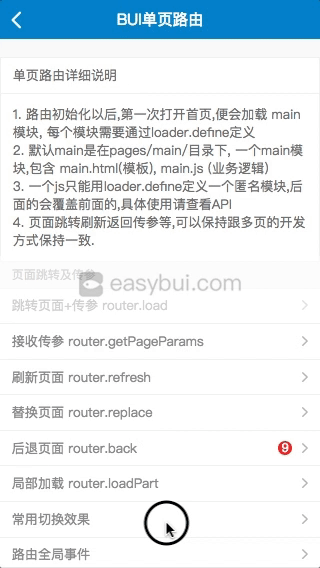 BUI单页路由
单页路由详细说明
1. 路由初始化以后,第一次打开首页,便会加载 main
模块, 每个模块需要通过loader.define定义
2. 默认main是在pages/main/目录下, 一个main模
块,包含 main.html(模板), main.js (业务逻辑)
3. 一个js只能用loader.define定义一个匿名模块,后
面的会覆盖前面的,具体使用请查看API
4. 页面跳转刷新返回传参等,可以保持跟多页的开发
方式保持一致.
页面跳转及传参
easybui.com
跳转页面+传参 router.load
接收传参 router.getPageParams
刷新页面 router.refresh
替换页面 router.replace
后退页面 router.back 9
局部加载 router.loadPart
常用切换效果
路由全局事件